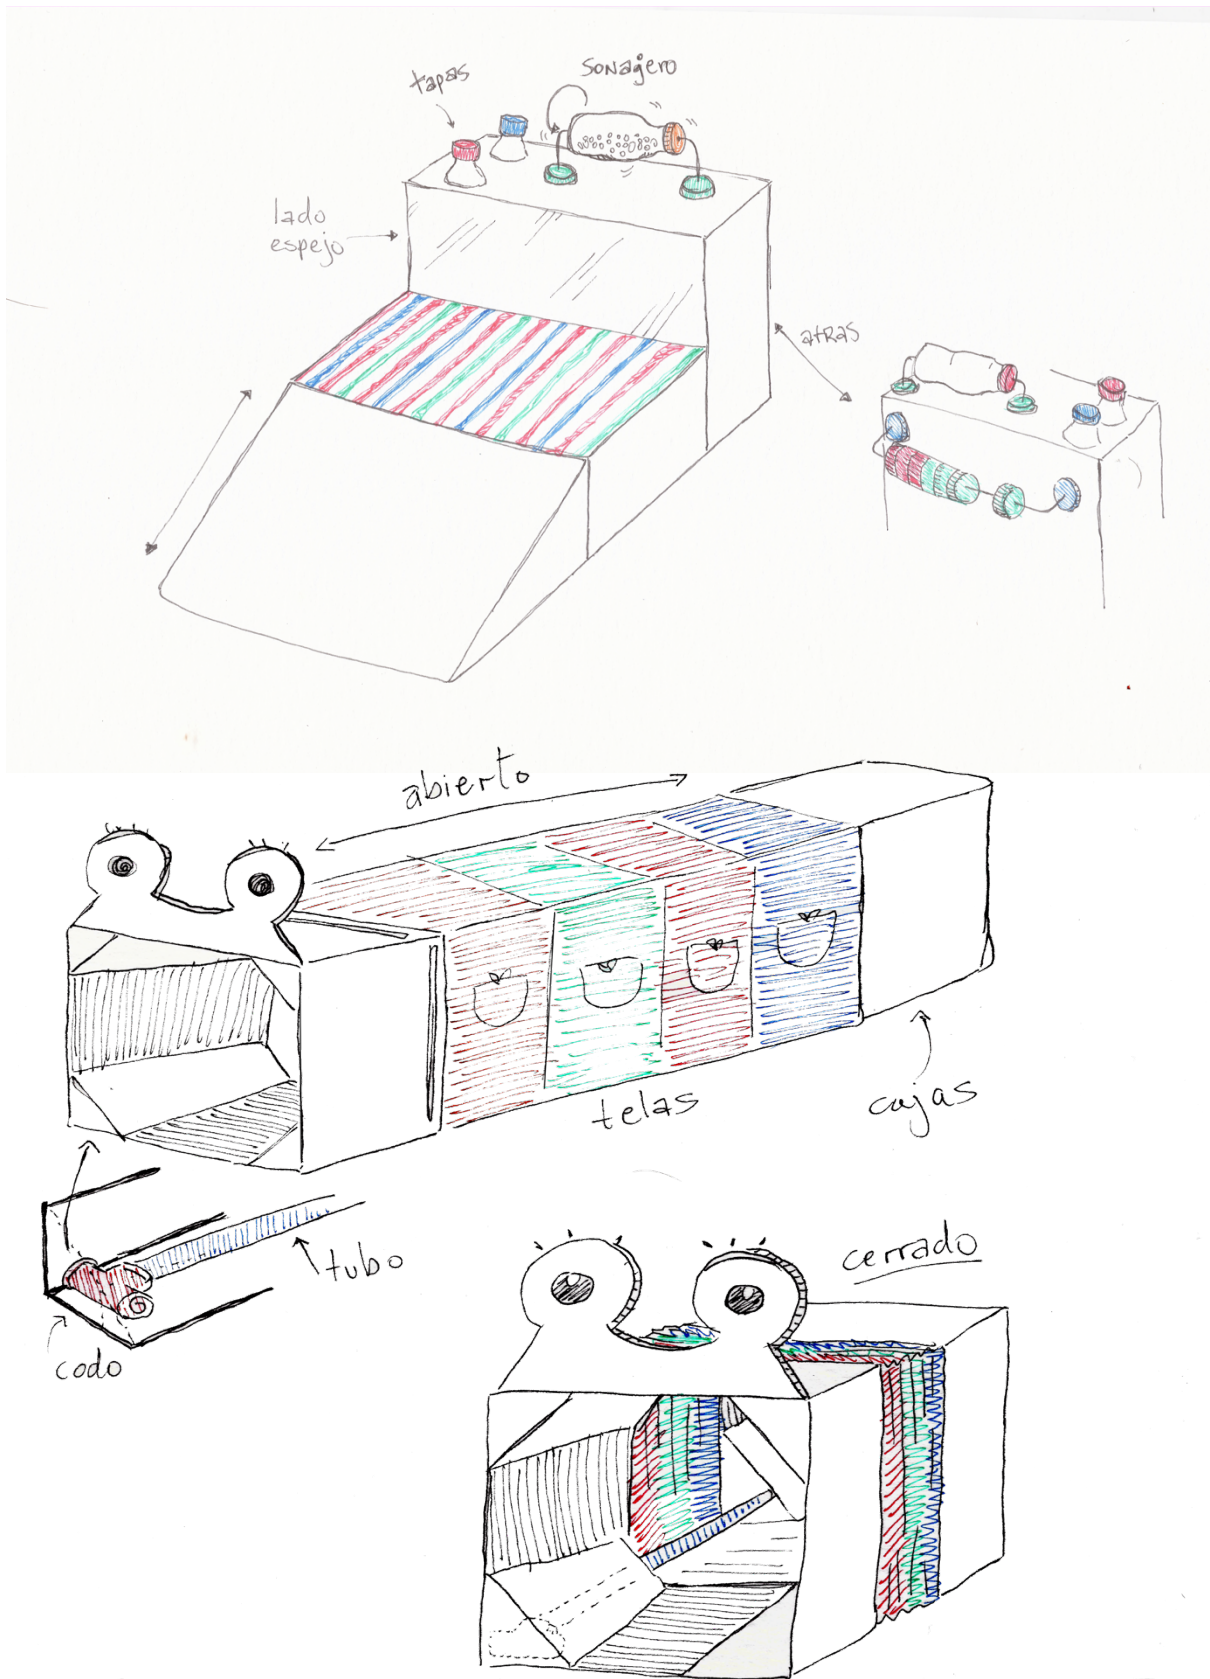 tapas
sonajero
lado
espejo
atras
abierto
telas
cajas
tubo
codo
cerrado